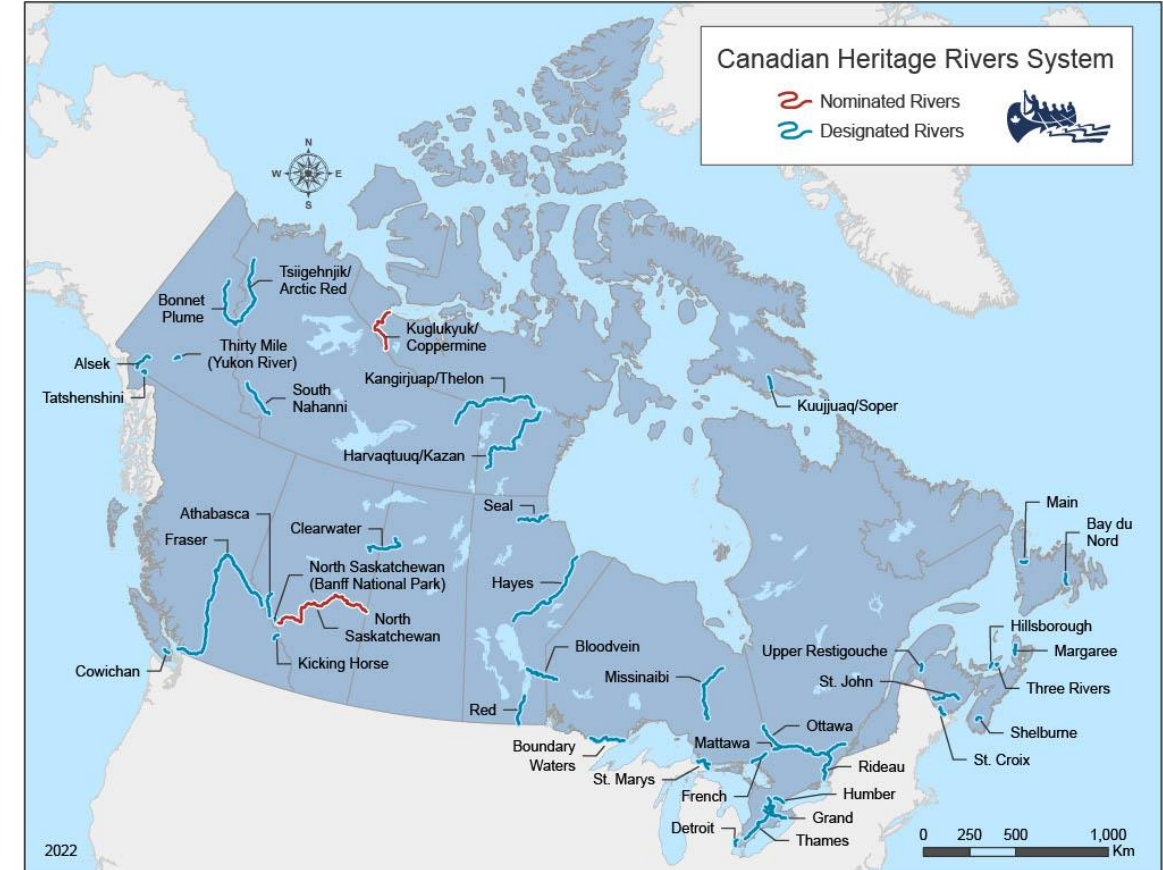 Canadian Heritage Rivers System
Nominated Rivers
Designated Rivers
N
W
E
S
Tsiigehnjik/
Arctic Red
Bonnet
Plume
Kuglukyuk/
Coppermine
Thirty Mile
(Yukon River)
Alsek
Tatshenshini
South
Nahanni
Kangirjuap/Thelon
Kuujjuaq/Soper
Harvaqtuuq/Kazan
Seal
Athabasca
Clearwater
Fraser
Main
Bay du
Nord
North Saskatchewan
(Banff National Park)
Hayes
North
Saskatchewan
Kicking Horse
Cowichan
Bloodvein
Missinaibi
Red
Upper Restigouche
Hillsborough
Margaree
St. John
Three Rivers
Shelburne
St. Croix
Boundary
Waters
Ottawa
Mattawa
St. Marys
Rideau
French
Humber
Grand
Detroit
Thames
0 250 500 1,000
Km
2022